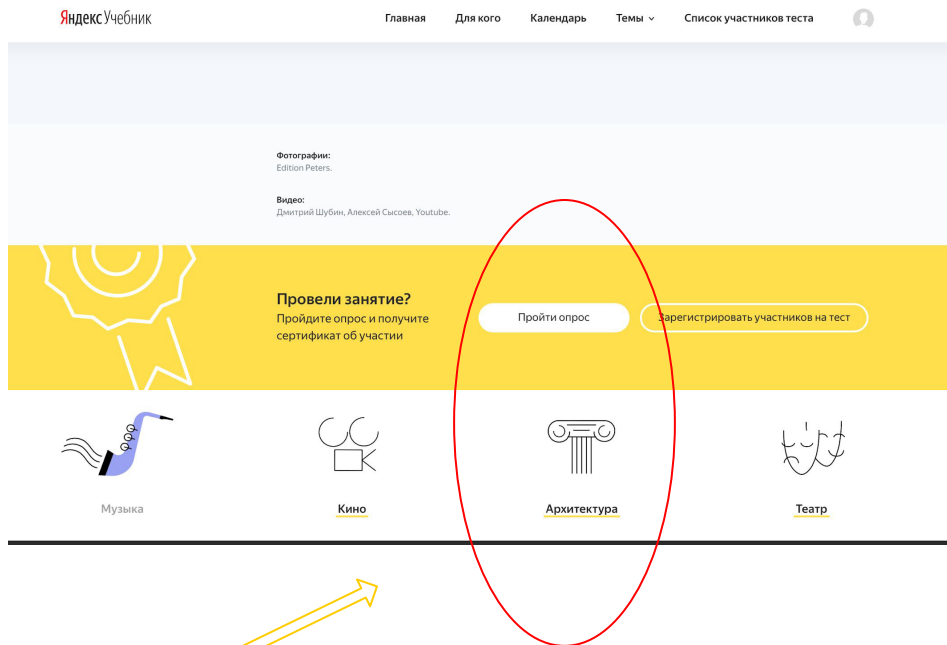 Яндекс Учебник
Главная Для кого Календарь Темы Список участников теста
Фотографии:
Edition Peters.
Видео:
Дмитрий Шубин, Алексей Сысоев, Youtube.
Провели занятие?
Пройдите опрос и получите
сертификат об участии
Пройти опрос
Зарегистрировать участников на тест
Музыка
Кино
Архитектура
Театр